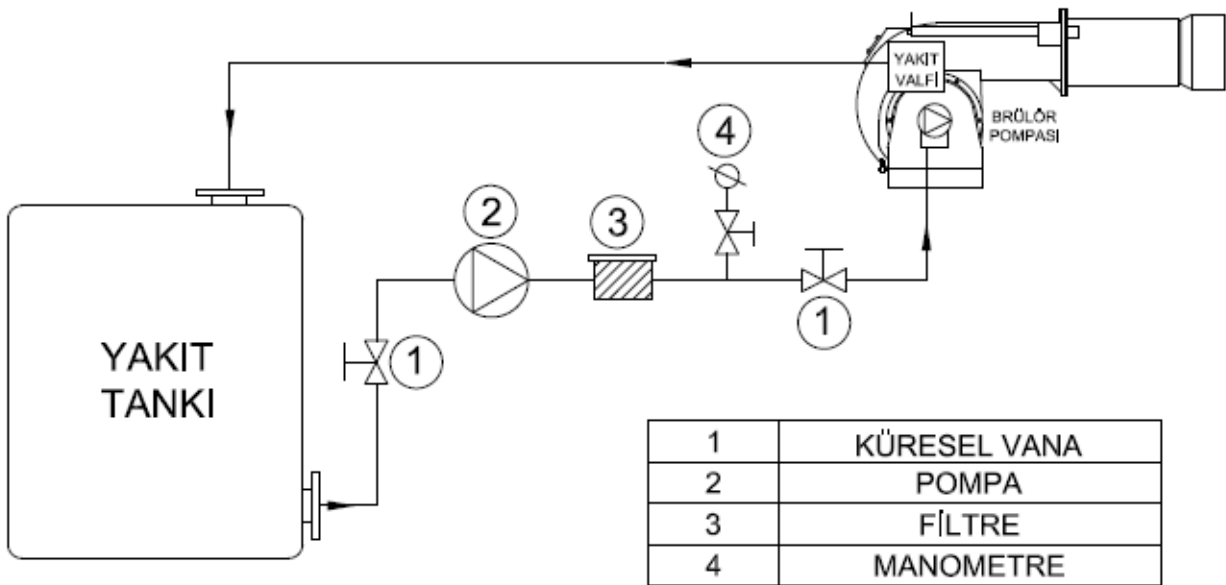 YAKIT
VALFİ
BRÜLÖR
POMPASI
4
2
3
1
1
YAKIT
TANKI
1 KÜRESEL VANA
2 POMPA
3 FİLTRE
4 MANOMETRE